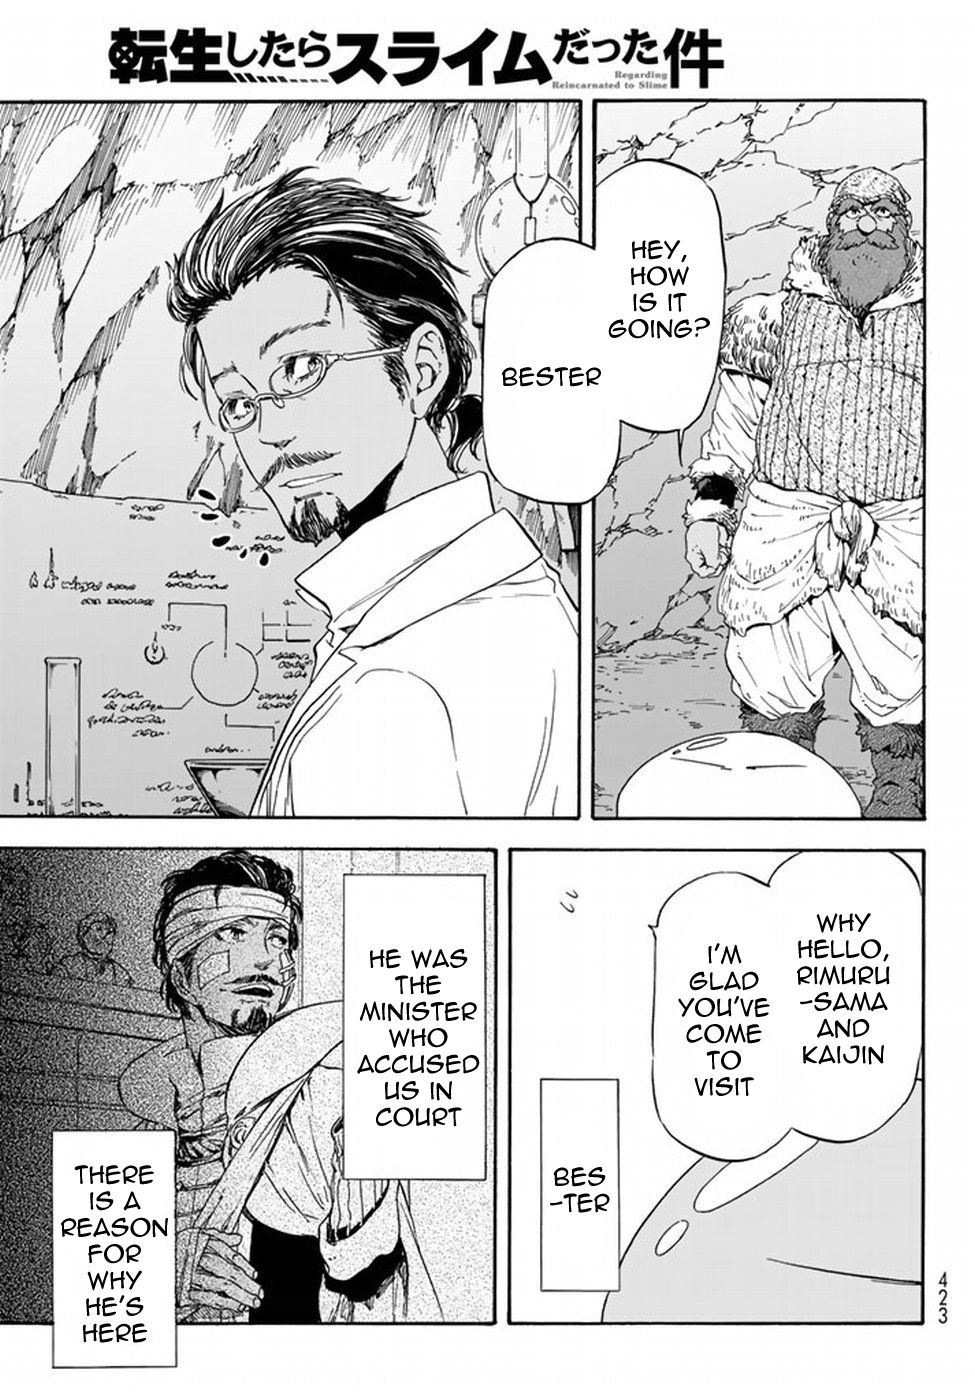 転生したらスライムだった件
Regarding
Reincarnated to Slime
HEY,
HOW
IS IT
GOING?
BESTER
WHY
HELLO,
RIMURU
-SAMA
AND
KAIJIN
I'M
GLAD
YOU'VE
COME
TO
VISIT
BES
-TER
HE WAS
THE
MINISTER
WHO
ACCUSED
US IN
COURT
THERE
IS A
REASON
FOR
WHY
HE'S
HERE
423